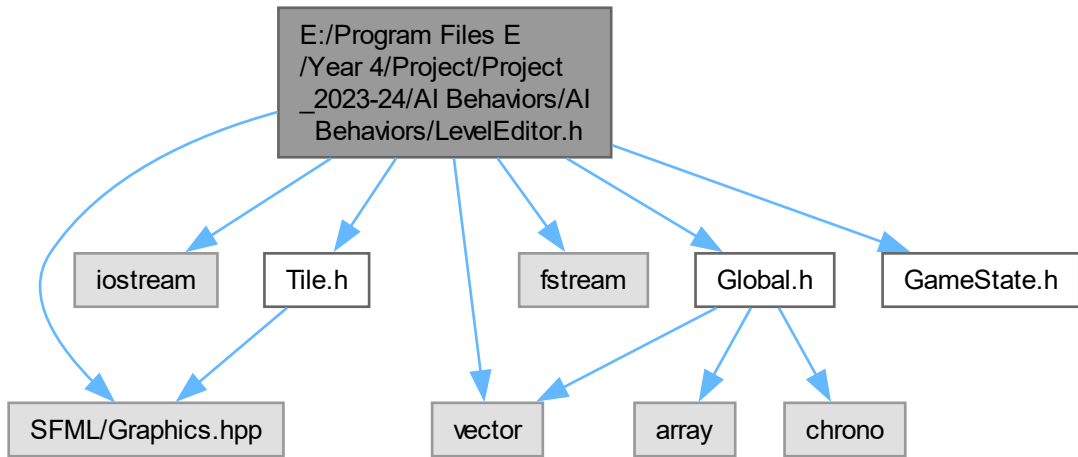 E:/Program Files E
/Year 4/Project/Project
_2023-24/AI Behaviors/AI
Behaviors/LevelEditor.h
iostream
Tile.h
fstream
Global.h
GameState.h
SFML/Graphics.hpp
vector
array
chrono